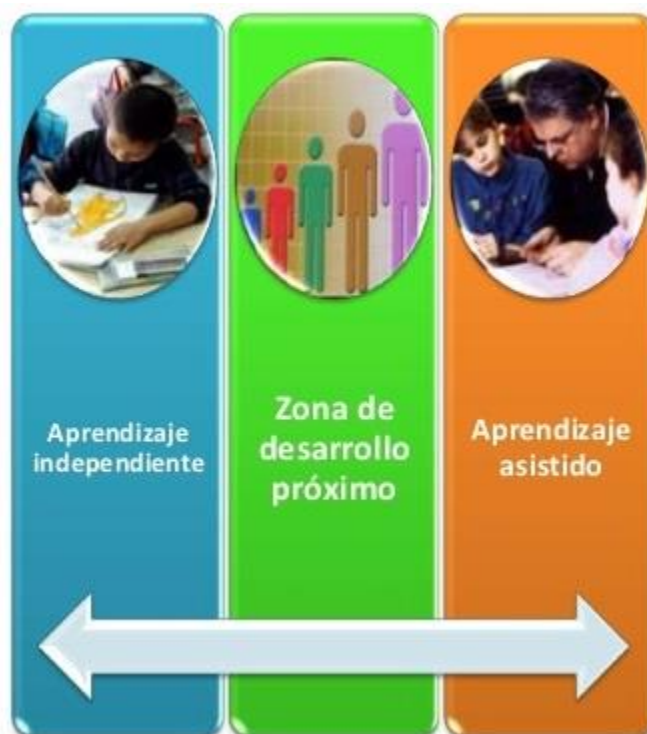 Aprendizaje
independiente
Zona de
desarrollo
próximo
Aprendizaje
asistido